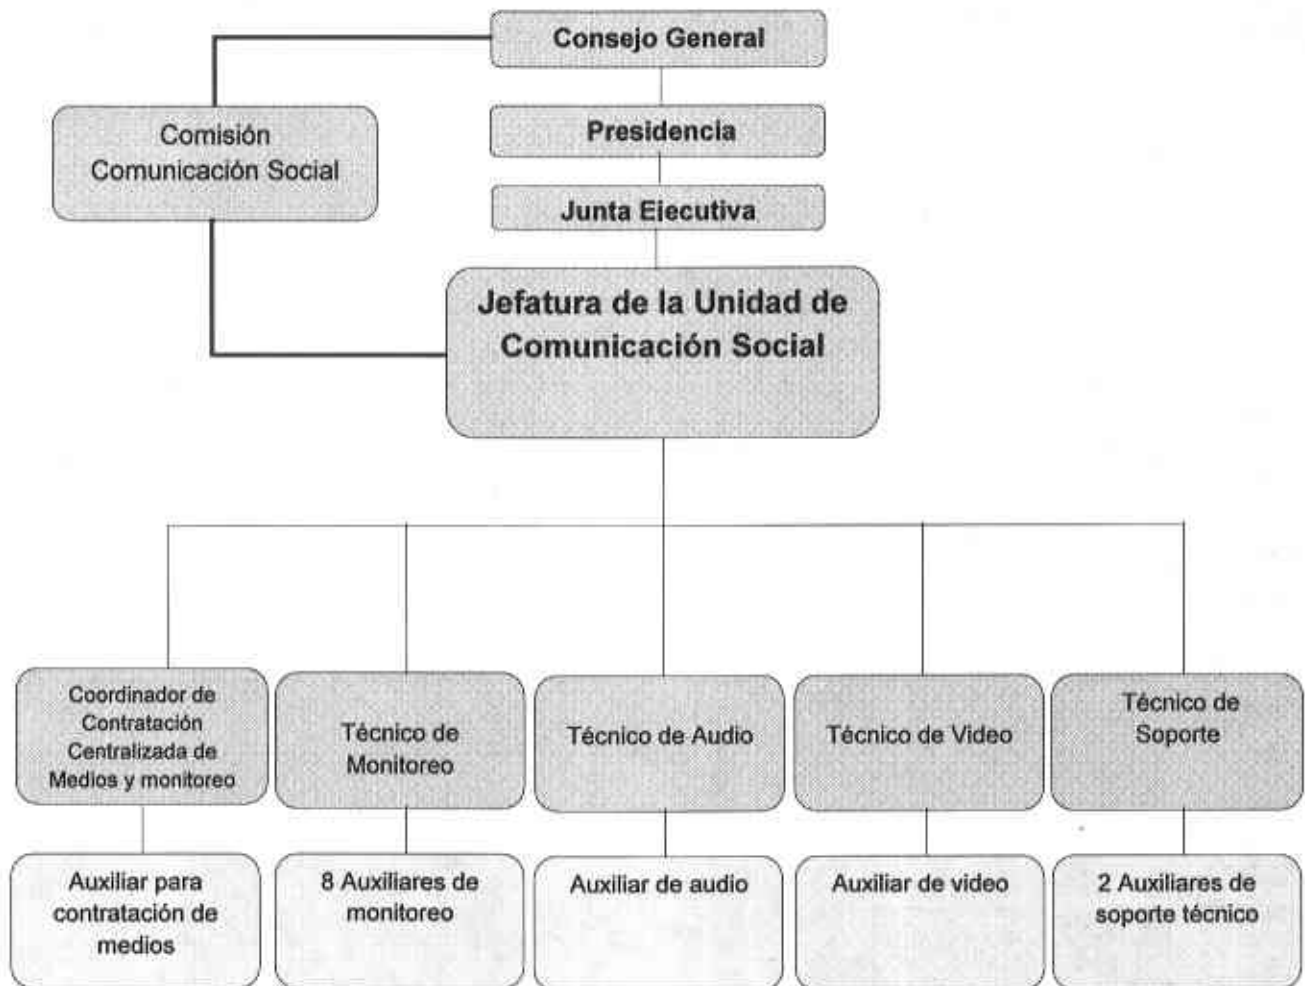 Consejo General
Comisión
Comunicación Social
Presidencia
Junta Ejecutiva
Jefatura de la Unidad de
Comunicación Social
Coordinador de
Contratación
Centralizada de
Medios y monitoreo
Técnico de
Monitoreo
Técnico de Audio
Técnico de Video
Técnico de
Soporte
Auxiliar para
contratación de
medios
8 Auxiliares de
monitoreo
Auxiliar de audio
Auxiliar de video
2 Auxiliares de
soporte técnico